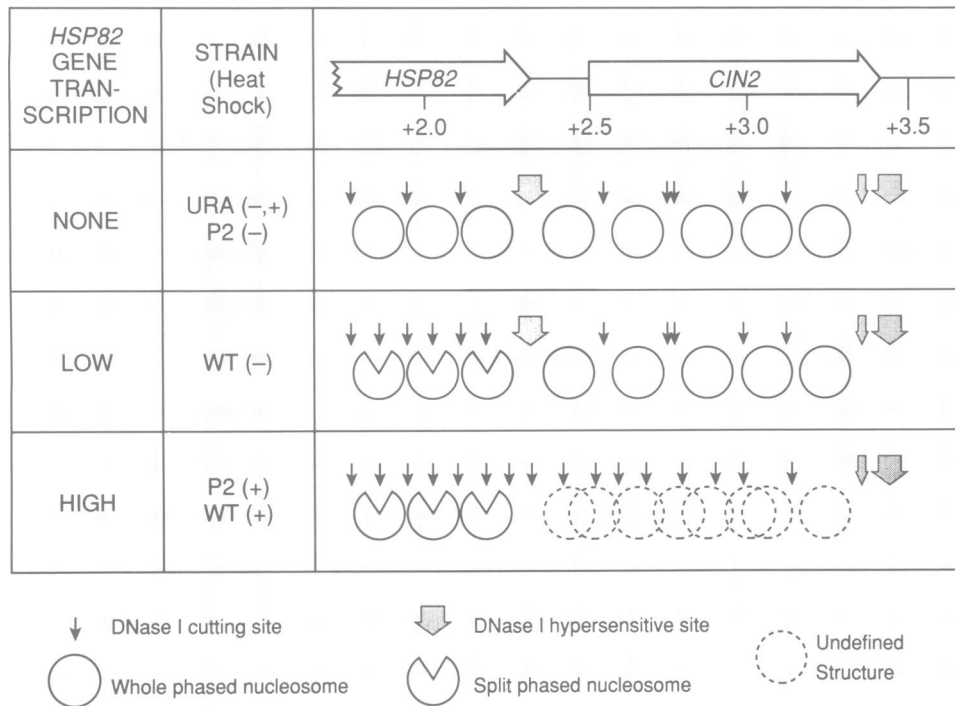 HSP82
GENE
TRAN-
SCRIPTION
STRAIN
(Heat
Shock)
HSP82
CIN2
+2.0
+2.5
+3.0
+3.5
NONE
URA (–,+)
P2 (–)
LOW
WT (–)
HIGH
P2 (+)
WT (+)
DNase I cutting site
DNase I hypersensitive site
Undefined
Structure
Whole phased nucleosome
Split phased nucleosome